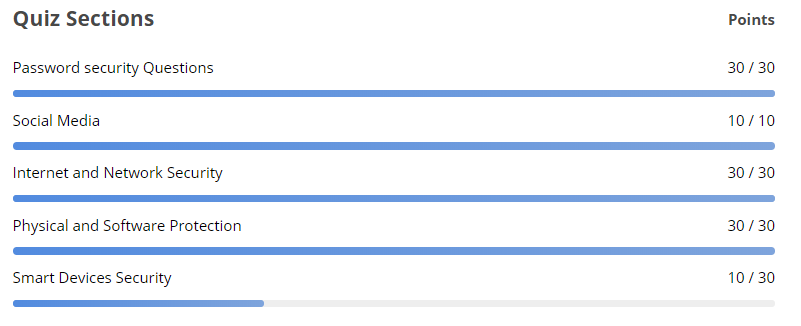 Quiz Sections Points
Password security Questions 30 / 30
Social Media 10 / 10
Internet and Network Security 30 / 30
Physical and Software Protection 30 / 30
Smart Devices Security 10 / 30